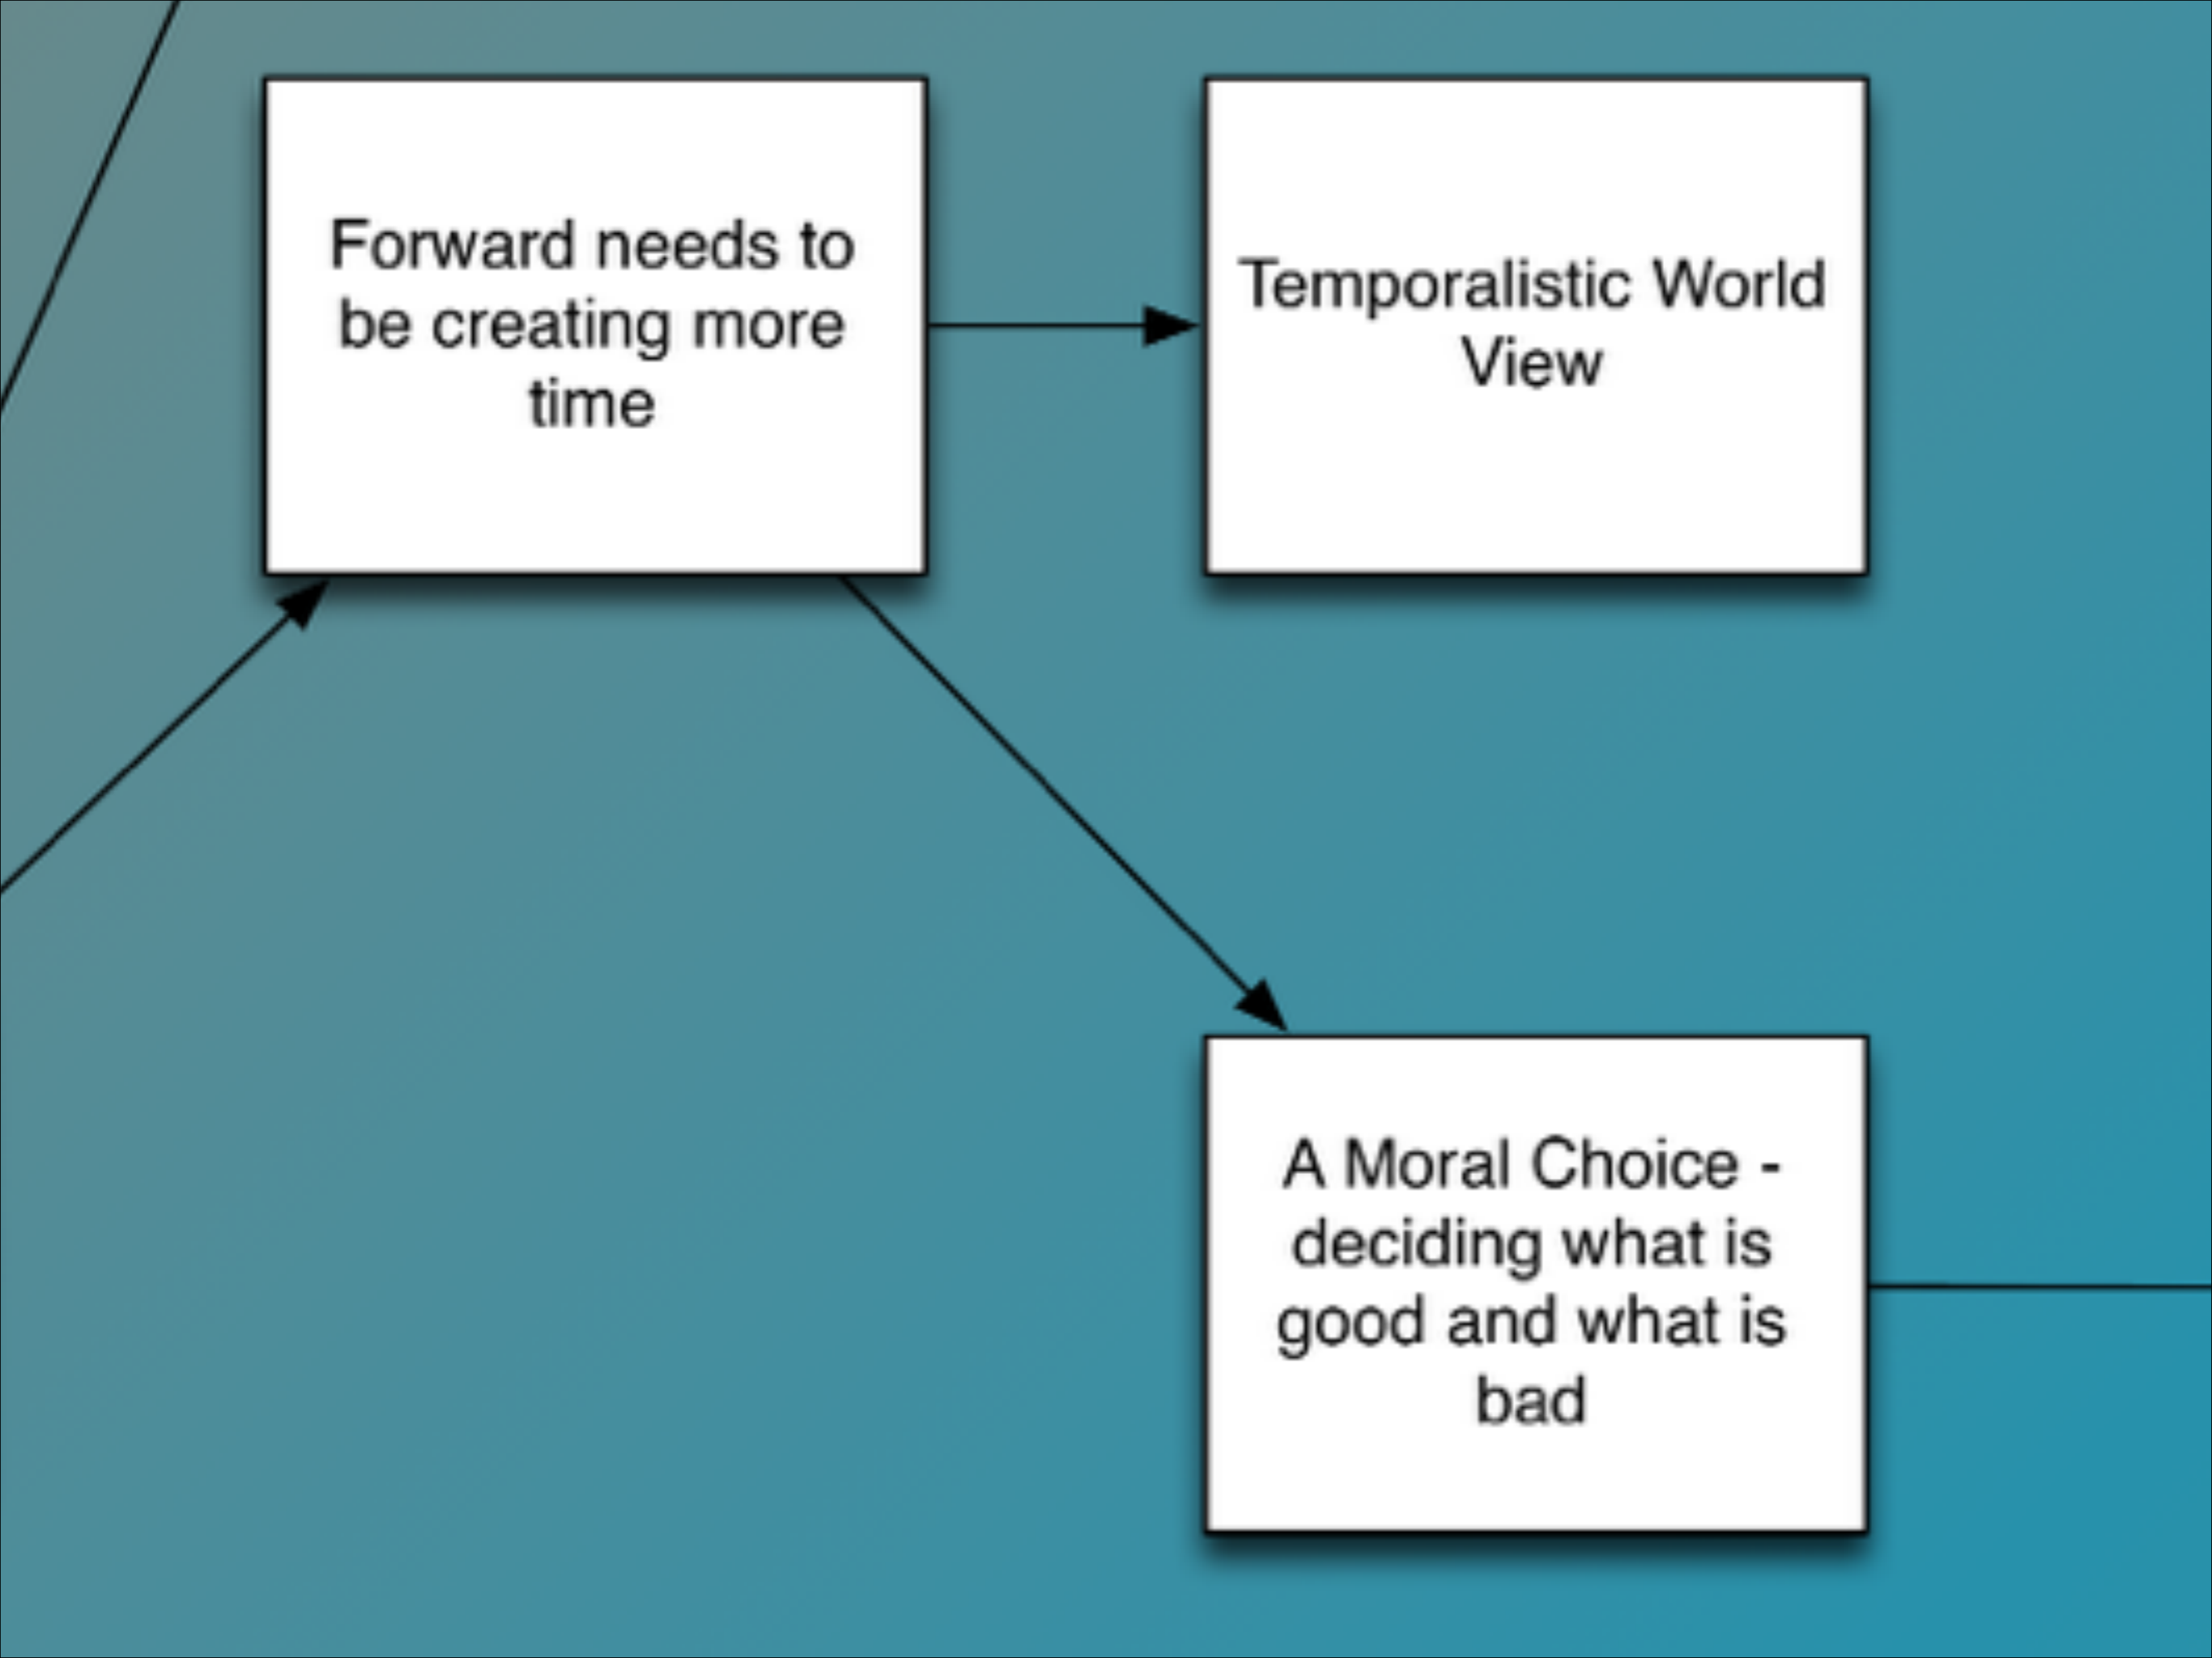 Forward needs to
be creating more
time
Temporalistic World
View
A Moral Choice -
deciding what is
good and what is
bad